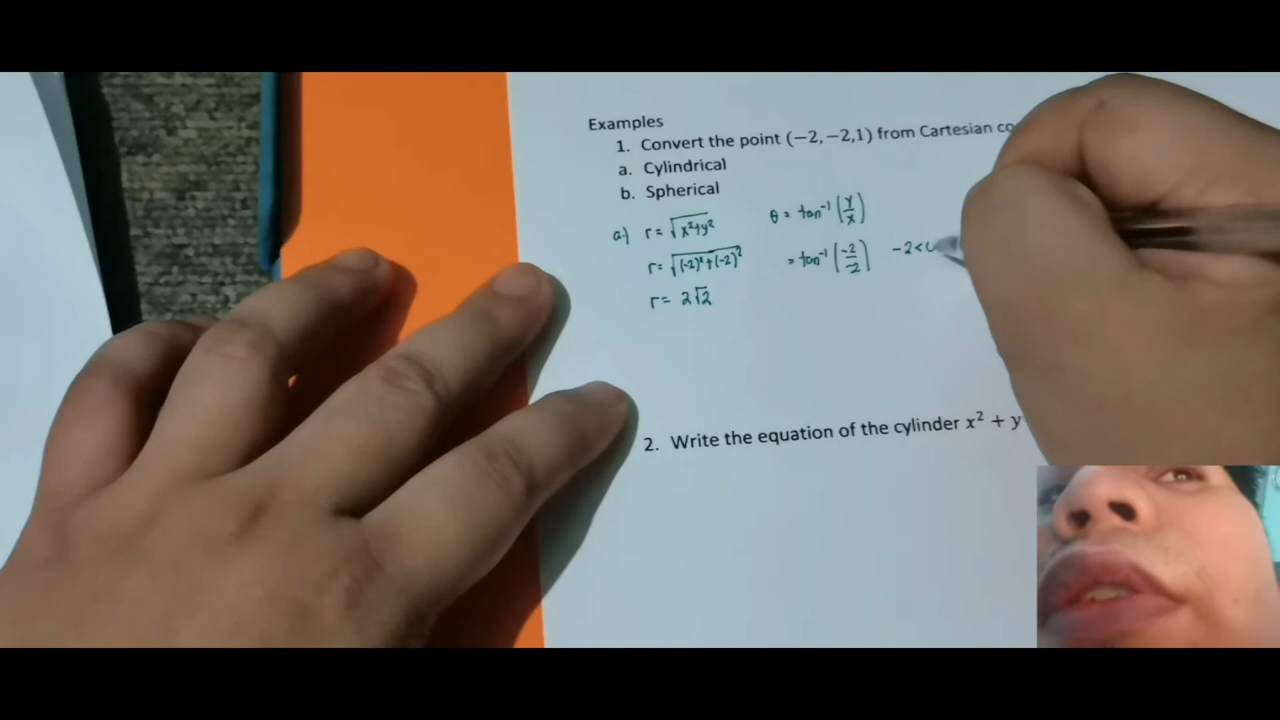 Examples
1. Convert the point (−2,−2,1) from Cartesian
a. Cylindrical
b. Spherical
a.) r = √x²+y² θ = tan⁻¹ (y/x)
r = √(-2)²+(-2)² = tan⁻¹ (-2/-2) -2<
r = 2√2
2. Write the equation of the cylinder x² + y